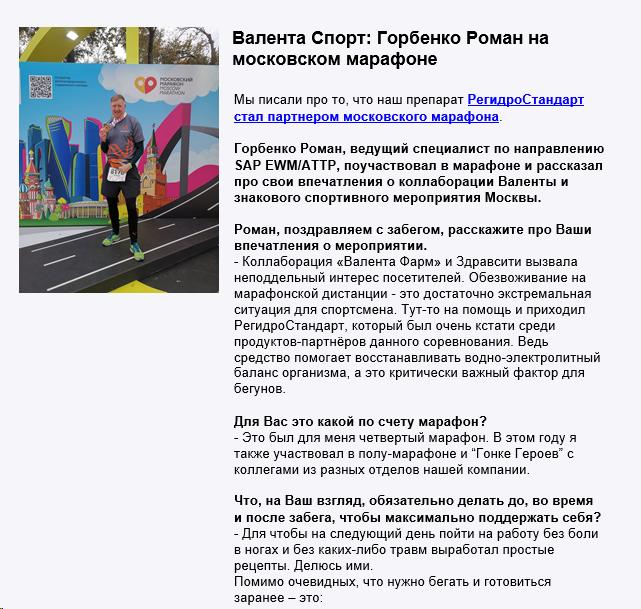 Валента Спорт: Горбенко Роман на
московском марафоне
МОСКОВСКИЙ
МАРАФОН
MOSCOW
MARATHON
Мы писали про то, что наш препарат РегидроСтандарт
стал партнером московского марафона.
Горбенко Роман, ведущий специалист по направлению
SAP EWM/ATTP, поучаствовал в марафоне и рассказал
про свои впечатления о коллаборации Валенты и
знакового спортивного мероприятия Москвы.
Роман, поздравляем с забегом, расскажите про Ваши
впечатления о мероприятии.
- Коллаборация «Валента Фарм» и Здравсити вызвала
неподдельный интерес посетителей. Обезвоживание на
марафонской дистанции - это достаточно экстремальная
ситуация для спортсмена. Тут-то на помощь и приходил
РегидроСтандарт, который был очень кстати среди
продуктов-партнёров данного соревнования. Ведь
средство помогает восстанавливать водно-электролитный
баланс организма, а это критически важный фактор для
бегунов.
Для Вас это какой по счету марафон?
- Это был для меня четвертый марафон. В этом году я
также участвовал в полу-марафоне и “Гонке Героев” с
коллегами из разных отделов нашей компании.
Что, на Ваш взгляд, обязательно делать до, во время
и после забега, чтобы максимально поддержать себя?
- Для чтобы на следующий день пойти на работу без боли
в ногах и без каких-либо травм выработал простые
рецепты. Делюсь ими.
Помимо очевидных, что нужно бегать и готовиться
заранее – это: